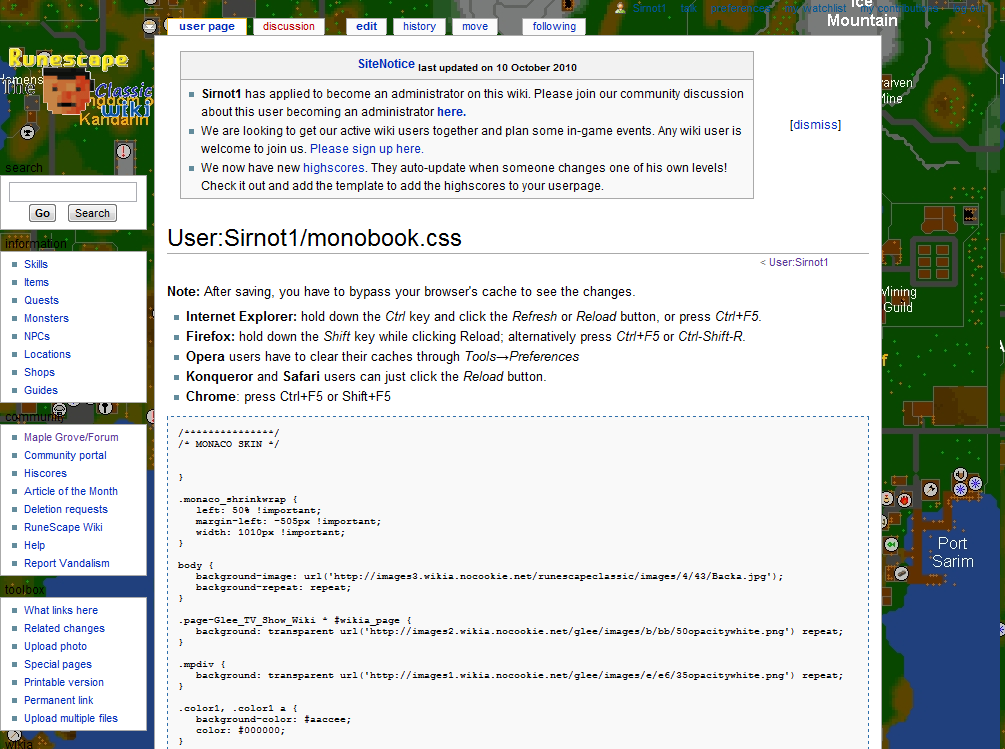 user page
discussion
edit
history
move
following
Sirnot1 talk preferences my watchlist my contributions log out
Ice
Mountain
Runescape
Classic
wiki
Kandarin
search
Go
Search
information
Skills
Items
Quests
Monsters
NPCs
Locations
Shops
Guides
community
Maple Grove/Forum
Community portal
Hiscores
Article of the Month
Deletion requests
RuneScape Wiki
Help
Report Vandalism
toolbox
What links here
Related changes
Upload photo
Special pages
Printable version
Permanent link
Upload multiple files
wikia
SiteNotice last updated on 10 October 2010
Sirnot1 has applied to become an administrator on this wiki. Please join our community discussion
about this user becoming an administrator here.
We are looking to get our active wiki users together and plan some in-game events. Any wiki user is
welcome to join us. Please sign up here.
We now have new highscores. They auto-update when someone changes one of his own levels!
Check it out and add the template to add the highscores to your userpage.
[dismiss]
User:Sirnot1/monobook.css
< User:Sirnot1
Note: After saving, you have to bypass your browser's cache to see the changes.
Internet Explorer: hold down the Ctrl key and click the Refresh or Reload button, or press Ctrl+F5.
Firefox: hold down the Shift key while clicking Reload; alternatively press Ctrl+F5 or Ctrl-Shift-R.
Opera users have to clear their caches through Tools→Preferences
Konqueror and Safari users can just click the Reload button.
Chrome: press Ctrl+F5 or Shift+F5
/***************/
/* MONACO SKIN */
}
.monaco_shrinkwrap {
left: 50% !important;
margin-left: -505px !important;
width: 1010px !important;
}
body {
background-image: url('http://images3.wikia.nocookie.net/runescapeclassic/images/4/43/Backa.jpg');
background-repeat: repeat;
}
.page-Glee_TV_Show_Wiki * #wikia_page {
background: transparent url('http://images2.wikia.nocookie.net/glee/images/b/bb/50opacitywhite.png') repeat;
}
.mpdiv {
background: transparent url('http://images1.wikia.nocookie.net/glee/images/e/e6/35opacitywhite.png') repeat;
}
.color1, .color1 a {
background-color: #aaccee;
color: #000000;
}
arven
Mine
Mining
Guild
Port
Sarim